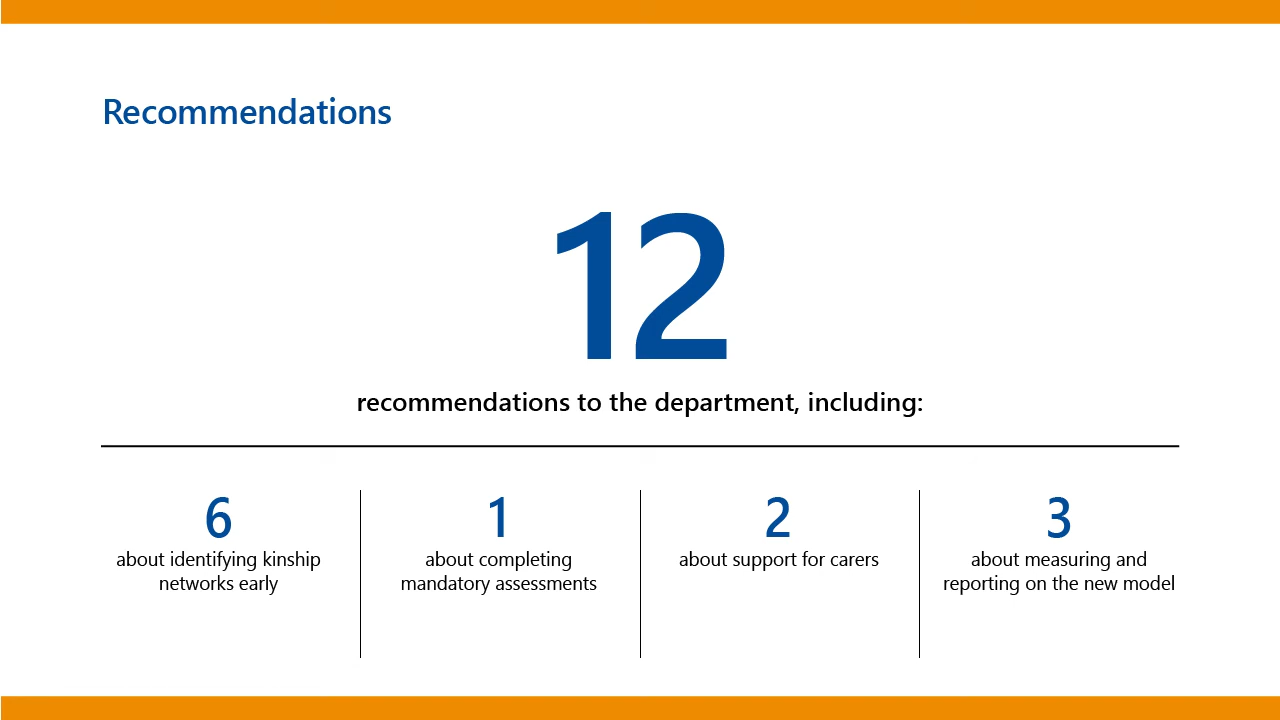 Recommendations
12
recommendations to the department, including:
6
about identifying kinship
networks early
1
about completing
mandatory assessments
2
about support for carers
3
about measuring and
reporting on the new model